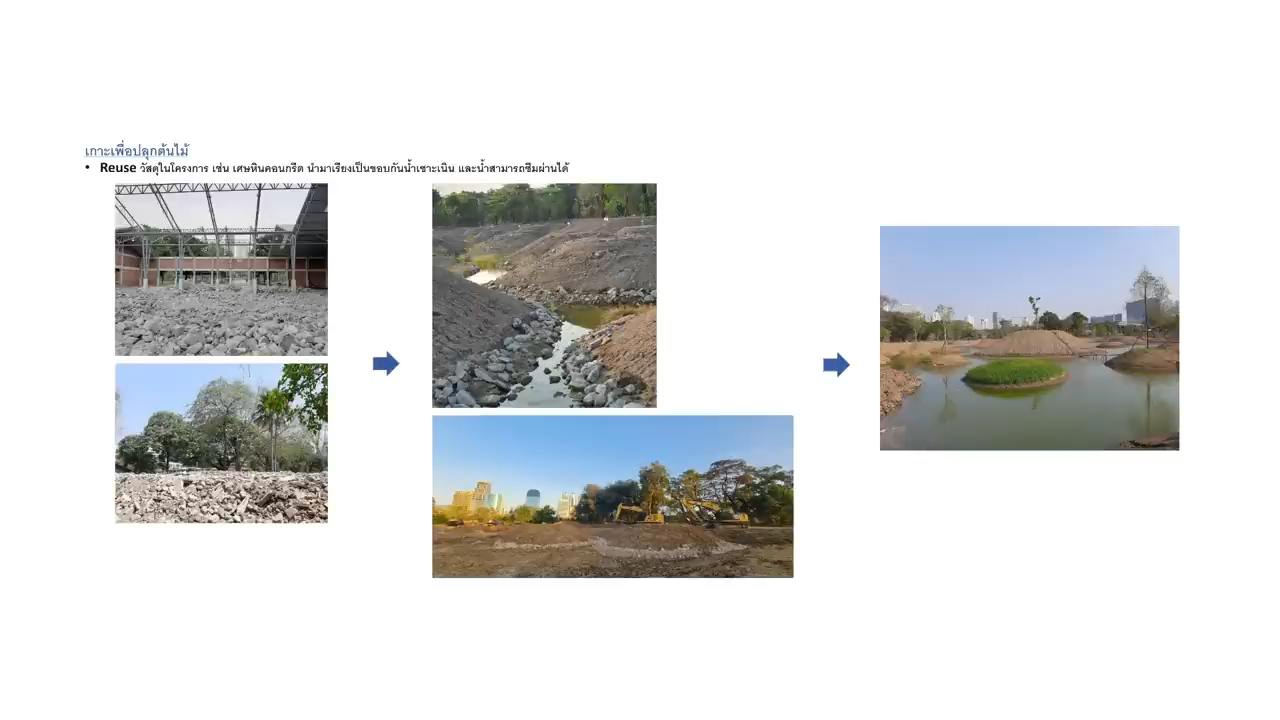 เกาะเพื่อปลูกต้นไม้
• Reuse วัสดุในโครงการ เช่น เศษหินคอนกรีต นำมาเรียงเป็นขอบกันน้ำเซาะเนิน และน้ำสามารถซึมผ่านได้